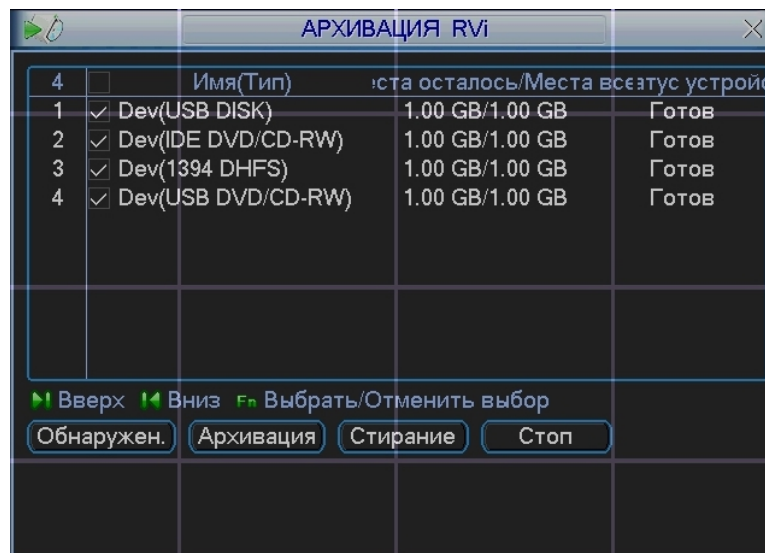 АРХИВАЦИЯ RVi
4 Имя(Тип) осталось/Места
1 Dev(USB DISK) 1.00 GB/1.00 GB Готов
2 Dev(IDE DVD/CD-RW) 1.00 GB/1.00 GB Готов
3 Dev(1394 DHFS) 1.00 GB/1.00 GB Готов
4 Dev(USB DVD/CD-RW) 1.00 GB/1.00 GB Готов
Вверх Вниз Fn Выбрать/Отменить выбор
Обнаружен. Архивация Стирание Стоп